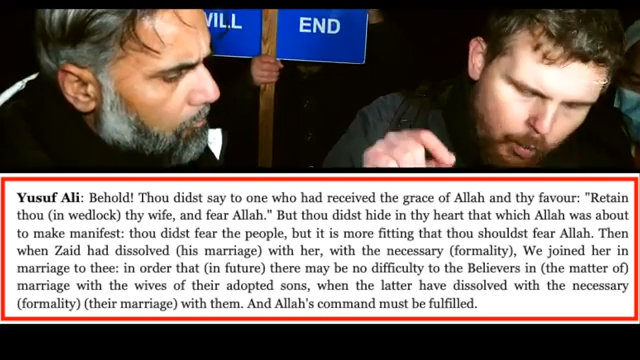 WILL
END
Yusuf Ali: Behold! Thou didst say to one who had received the grace of Allah and thy favour: "Retain
thou (in wedlock) thy wife, and fear Allah." But thou didst hide in thy heart that which Allah was about
to make manifest: thou didst fear the people, but it is more fitting that thou shouldst fear Allah. Then
when Zaid had dissolved (his marriage) with her, with the necessary (formality), We joined her in
marriage to thee: in order that (in future) there may be no difficulty to the Believers in (the matter of)
marriage with the wives of their adopted sons, when the latter have dissolved with the necessary
(formality) (their marriage) with them. And Allah's command must be fulfilled.